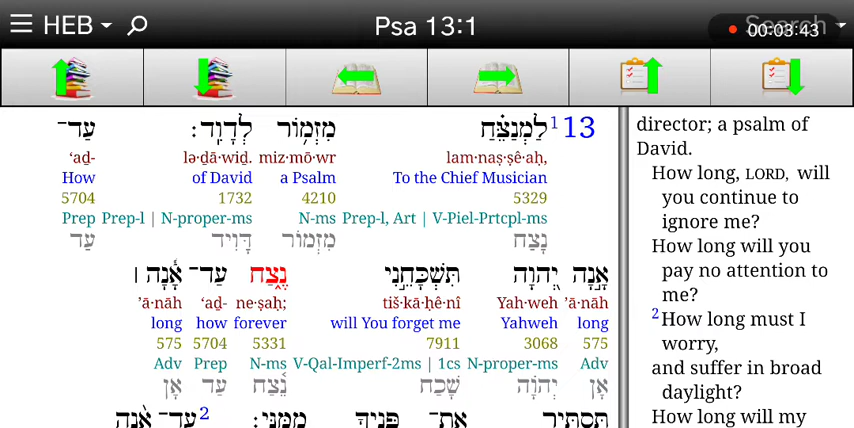 HEB
Psa 13:1
Search
00:03:43
13 1 לַמְנַצֵּ֗חַ מִזְמ֥וֹר לְדָוִֽד׃ עַד־
lam·naṣ·ṣê·aḥ, miz·mō·wr lə·ḏā·wiḏ. ‘aḏ-
To the Chief Musician a Psalm of David How
5329 4210 1732 5704
Prep-l, Art | V-Piel-Prtcpl-ms N-ms Prep-l | N-proper-ms Prep
נָצַח מִזְמוֹר דָּוִיד עַד
אָ֣נָה יְ֭הוָה תִּשְׁכָּחֵ֣נִי נֶ֑צַח עַד־ אָ֓נָה ׀
’ā·nāh Yah·weh tiš·kā·ḥê·nî ne·ṣaḥ; ‘aḏ- ’ā·nāh
long Yahweh will You forget me forever how long
575 3068 7911 5331 5704 575
Adv N-proper-ms V-Qal-Imperf-2ms | 1cs N-ms Prep Adv
אָן יְהוָֹה שָׁכַח נֶצַח עַד אָן
תַּסְתִּ֖יר אֶת־ פָּנֶ֣יךָ מִמֶּֽנִּי׃ 2 עַד־ אָ֨נָה
director; a psalm of
David.
How long, LORD, will
you continue to
ignore me?
How long will you
pay no attention to
me?
2 How long must I
worry,
and suffer in broad
daylight?
How long will my